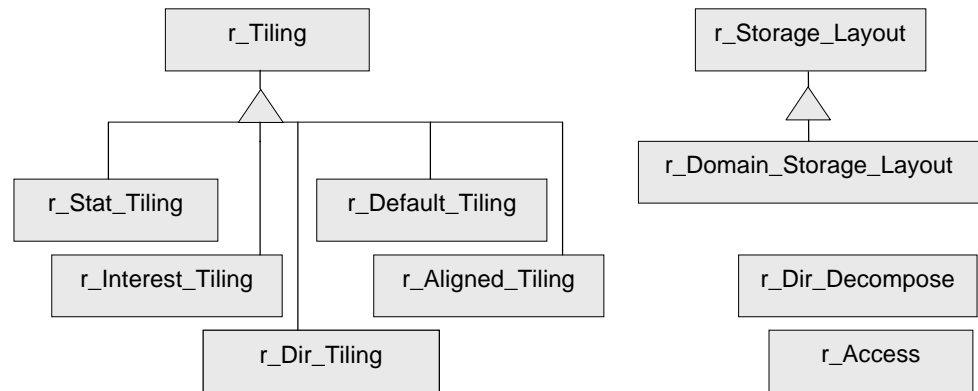 r_Tiling
r_Storage_Layout
r_Domain_Storage_Layout
r_Stat_Tiling
r_Default_Tiling
r_Interest_Tiling
r_Aligned_Tiling
r_Dir_Decompose
r_Dir_Tiling
r_Access